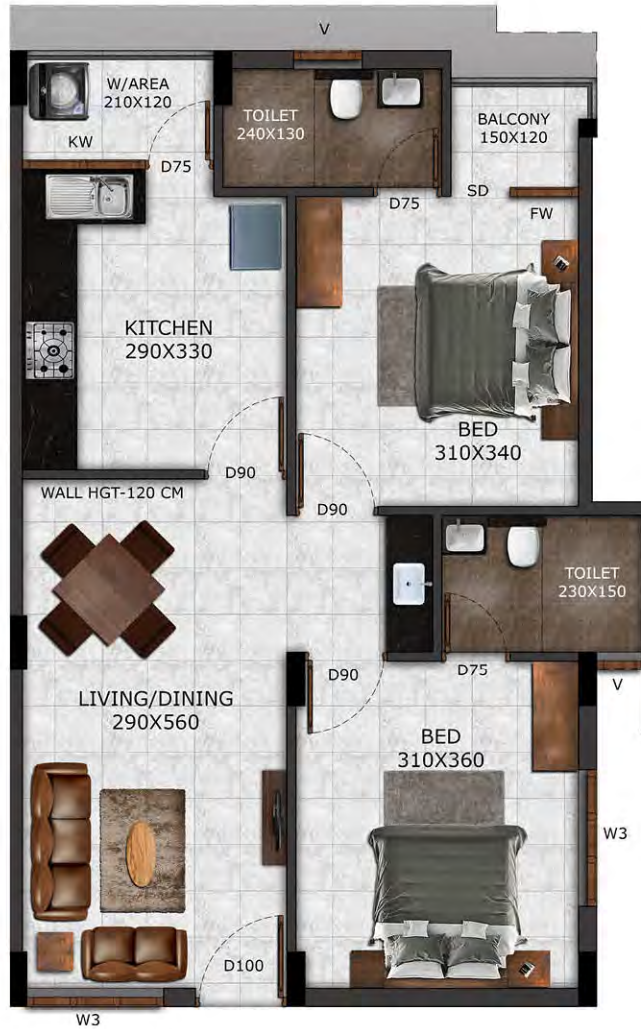 V
W/AREA
210X120
TOILET
240X130
BALCONY
150X120
KW
D75
D75
SD
FW
KITCHEN
290X330
BED
310X340
D90
WALL HGT-120 CM
D90
TOILET
230X150
D90
D75
V
LIVING/DINING
290X560
BED
310X360
W3
D100
W3